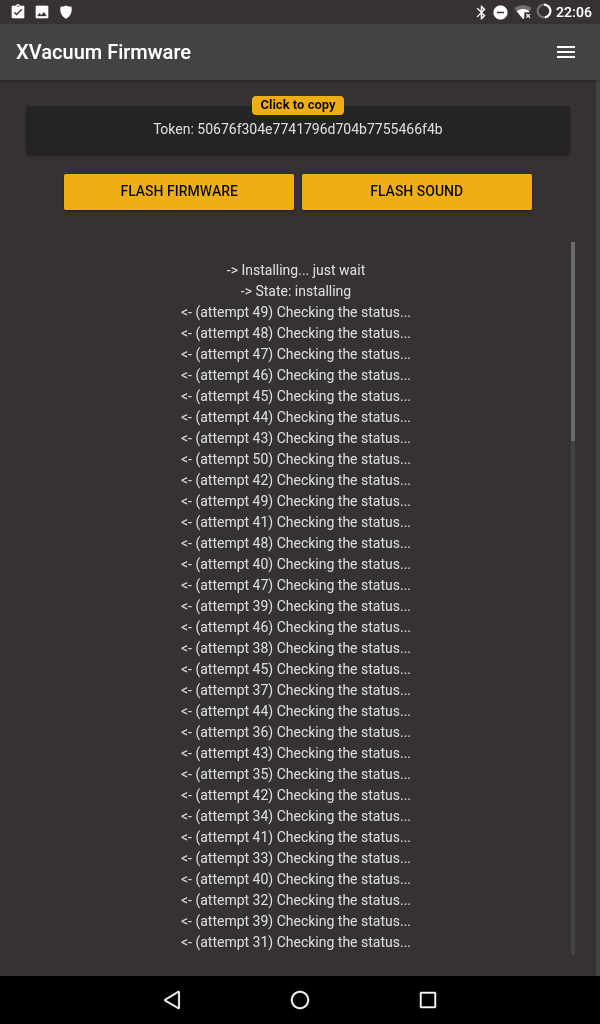 22:06
XVacuum Firmware
Click to copy
Token: 50676f304e7741796d704b7755466f4b
FLASH FIRMWARE
FLASH SOUND
-> Installing... just wait
-> State: installing
<- (attempt 49) Checking the status...
<- (attempt 48) Checking the status...
<- (attempt 47) Checking the status...
<- (attempt 46) Checking the status...
<- (attempt 45) Checking the status...
<- (attempt 44) Checking the status...
<- (attempt 43) Checking the status...
<- (attempt 50) Checking the status...
<- (attempt 42) Checking the status...
<- (attempt 49) Checking the status...
<- (attempt 41) Checking the status...
<- (attempt 48) Checking the status...
<- (attempt 40) Checking the status...
<- (attempt 47) Checking the status...
<- (attempt 39) Checking the status...
<- (attempt 46) Checking the status...
<- (attempt 38) Checking the status...
<- (attempt 45) Checking the status...
<- (attempt 37) Checking the status...
<- (attempt 44) Checking the status...
<- (attempt 36) Checking the status...
<- (attempt 43) Checking the status...
<- (attempt 35) Checking the status...
<- (attempt 42) Checking the status...
<- (attempt 34) Checking the status...
<- (attempt 41) Checking the status...
<- (attempt 33) Checking the status...
<- (attempt 40) Checking the status...
<- (attempt 32) Checking the status...
<- (attempt 39) Checking the status...
<- (attempt 31) Checking the status...